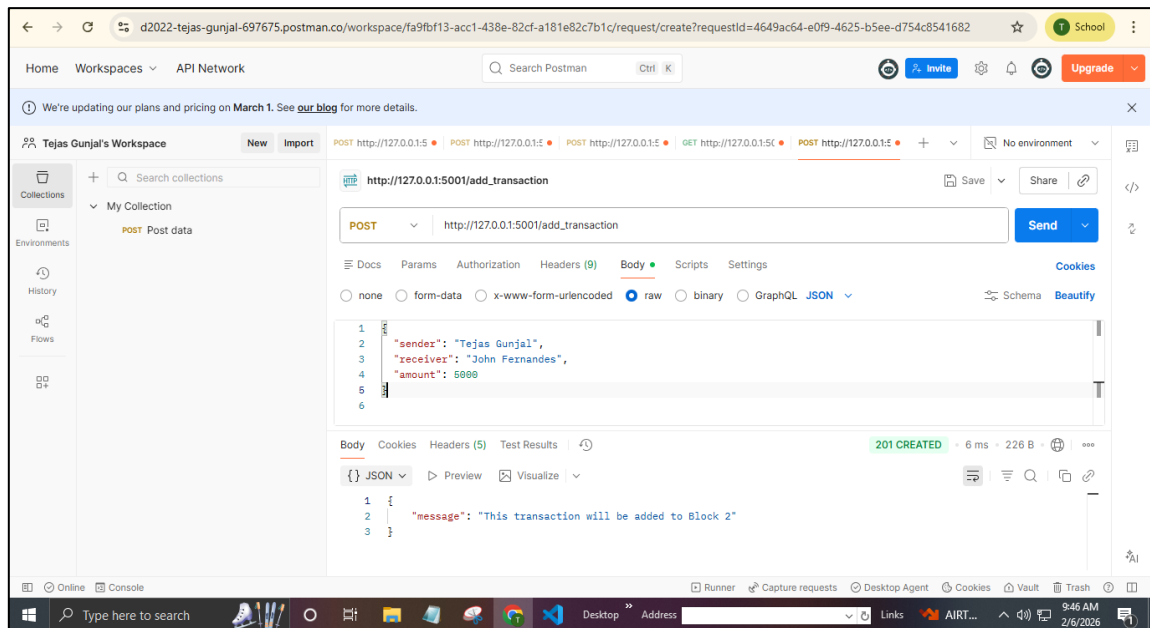 d2022-tejas-gunjal-697675.postman.co/workspace/fa9fbf13-acc1-438e-82cf-a181e82c7b1c/request/create?requestId=4649ac64-e0f9-4625-b5ee-d754c8541682
T School
Home Workspaces API Network Search Postman Ctrl K Invite Upgrade
We're updating our plans and pricing on March 1. See our blog for more details.
Tejas Gunjal's Workspace New Import POST http://127.0.0.1:5 POST http://127.0.0.1:5 POST http://127.0.0.1:5 GET http://127.0.0.1:50 POST http://127.0.0.1:5 No environment
Collections
Search collections
HTTP http://127.0.0.1:5001/add_transaction Save Share
My Collection
POST Post data
POST http://127.0.0.1:5001/add_transaction Send
Environments
History
Flows
Docs Params Authorization Headers (9) Body Scripts Settings Cookies
none form-data x-www-form-urlencoded raw binary GraphQL JSON Schema Beautify
1 {
2 "sender": "Tejas Gunjal",
3 "receiver": "John Fernandes",
4 "amount": 5000
5 }
6
Body Cookies Headers (5) Test Results 201 CREATED 6 ms 226 B
{} JSON Preview Visualize
1 {
2 "message": "This transaction will be added to Block 2"
3 }
AI
Online Console Runner Capture requests Desktop Agent Cookies Vault Trash
Type here to search Desktop Address Links AIRT... 9:46 AM
2/6/2026